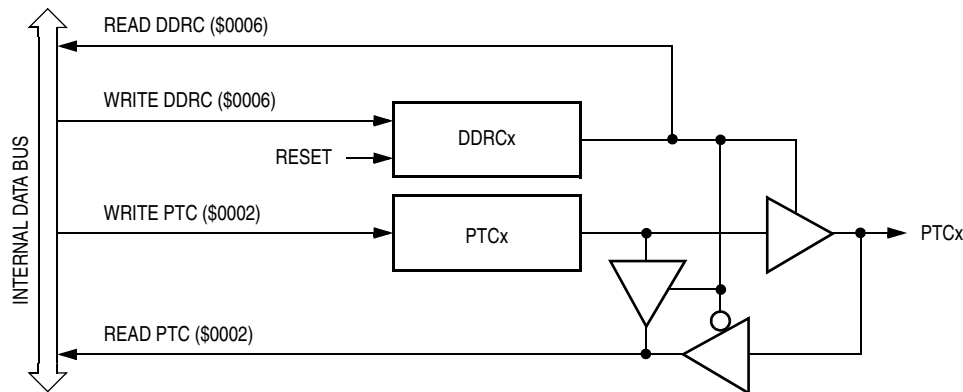 READ DDRC ($0006)
WRITE DDRC ($0006)
DDRCx
RESET
WRITE PTC ($0002)
PTCx
PTCx
READ PTC ($0002)
INTERNAL DATA BUS